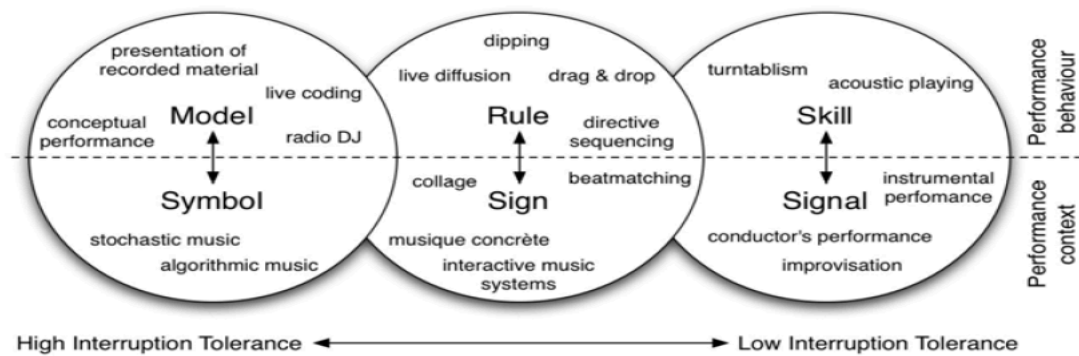 presentation of
recorded material
live coding
Model
conceptual
performance
radio DJ
Symbol
stochastic music
algorithmic music
dipping
live diffusion
drag & drop
Rule
directive
sequencing
collage
beatmatching
Sign
musique concrète
interactive music
systems
turntablism
acoustic playing
Skill
Signal
instrumental
perfomance
conductor's performance
improvisation
Performance
behaviour
Performance
context
High Interruption Tolerance
Low Interruption Tolerance